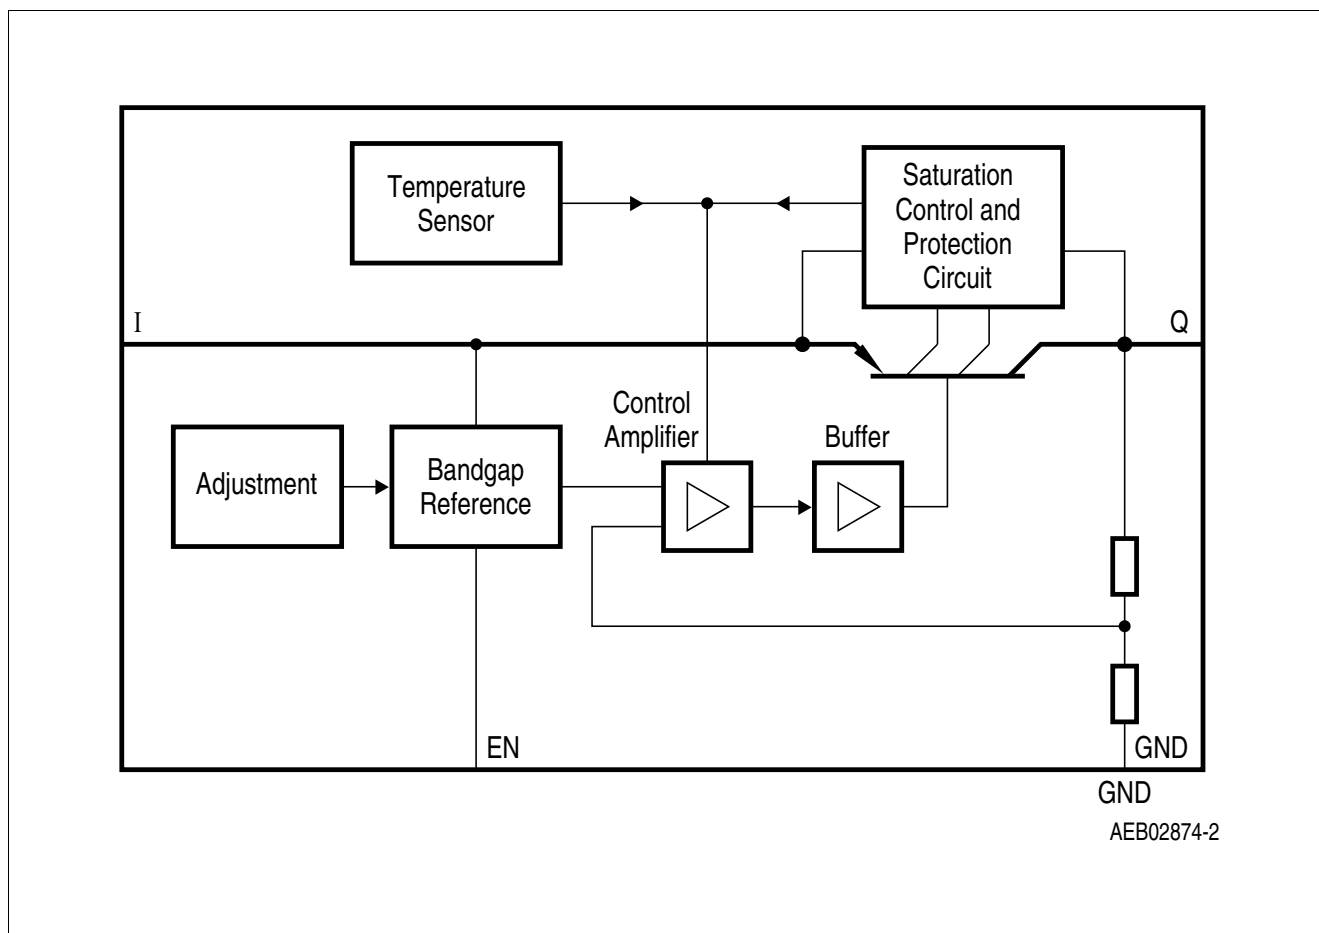 Temperature
Sensor
Saturation
Control and
Protection
Circuit
I
Q
Control
Amplifier
Buffer
Adjustment
Bandgap
Reference
EN
GND
GND
AEB02874-2